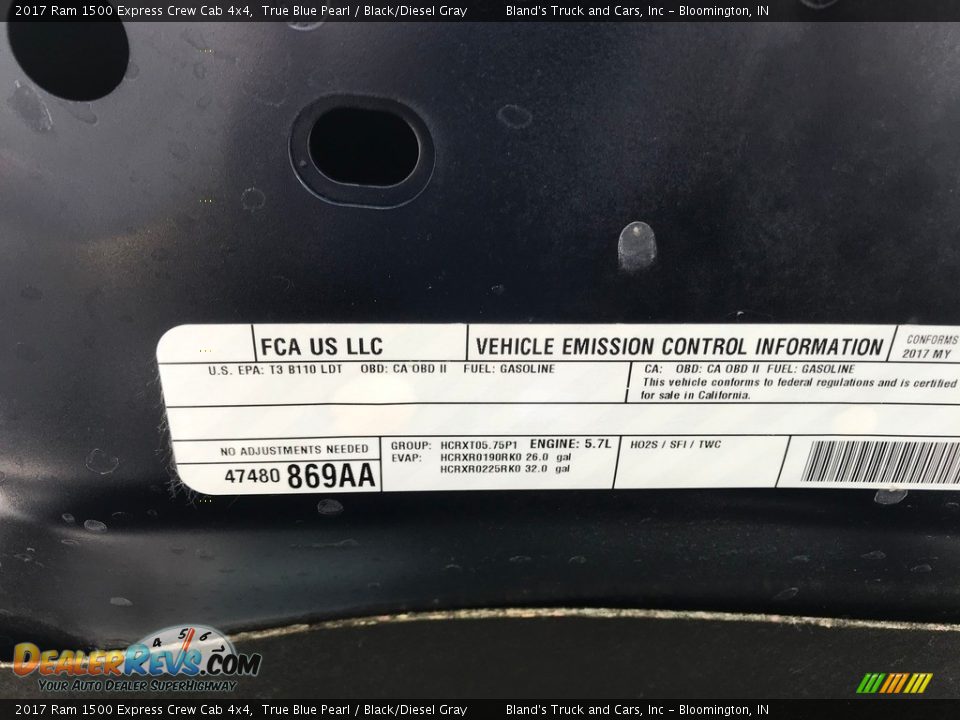 2017 Ram 1500 Express Crew Cab 4x4, True Blue Pearl / Black/Diesel Gray Bland's Truck and Cars, Inc - Bloomington, IN
FCA US LLC VEHICLE EMISSION CONTROL INFORMATION
CONFORMS
2017 MY
U.S. EPA: T3 B110 LDT OBD: CA OBD II FUEL: GASOLINE
CA: OBD: CA OBD II FUEL: GASOLINE
This vehicle conforms to federal regulations and is certified
for sale in California.
NO ADJUSTMENTS NEEDED
47480 869AA
GROUP: HCRXT05.75P1 ENGINE: 5.7L
EVAP: HCRXR0190RK0 26.0 gal
HCRXR0225RK0 32.0 gal
HO2S / SFI / TWC
4 5 6 7
DEALERREVS.COM
YOUR AUTO DEALER SUPERHIGHWAY
2017 Ram 1500 Express Crew Cab 4x4, True Blue Pearl / Black/Diesel Gray Bland's Truck and Cars, Inc - Bloomington, IN